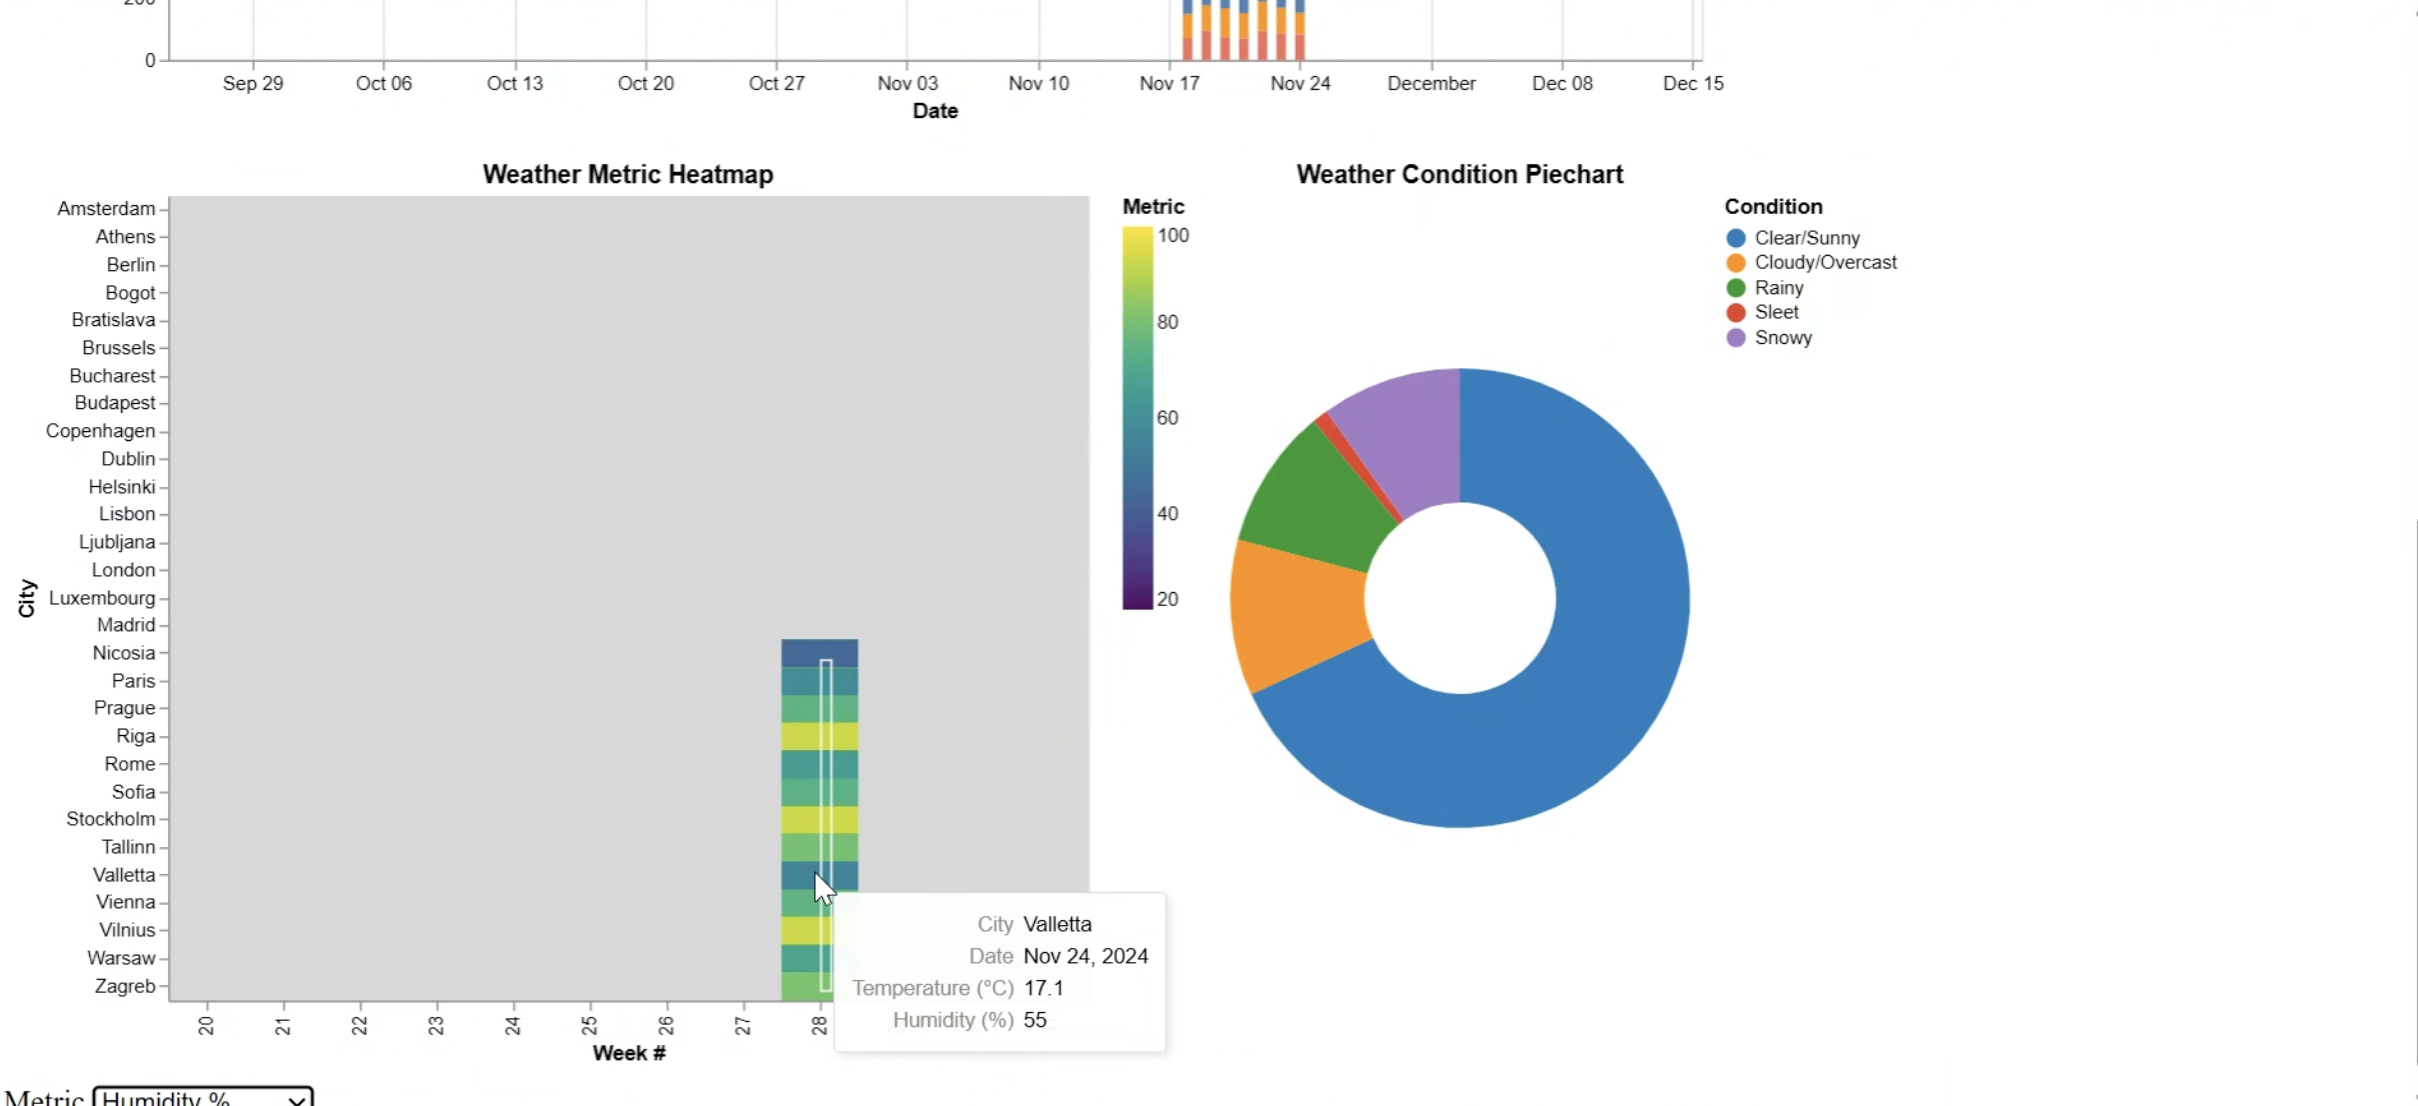 200
0
Sep 29 Oct 06 Oct 13 Oct 20 Oct 27 Nov 03 Nov 10 Nov 17 Nov 24 December Dec 08 Dec 15
Date
Weather Metric Heatmap
City
Amsterdam
Athens
Berlin
Bogot
Bratislava
Brussels
Bucharest
Budapest
Copenhagen
Dublin
Helsinki
Lisbon
Ljubljana
London
Luxembourg
Madrid
Nicosia
Paris
Prague
Riga
Rome
Sofia
Stockholm
Tallinn
Valletta
Vienna
Vilnius
Warsaw
Zagreb
20 21 22 23 24 25 26 27 28
Week #
Metric
100
80
60
40
20
City Valletta
Date Nov 24, 2024
Temperature (°C) 17.1
Humidity (%) 55
Weather Condition Piechart
Condition
Clear/Sunny
Cloudy/Overcast
Rainy
Sleet
Snowy
Metric Humidity %